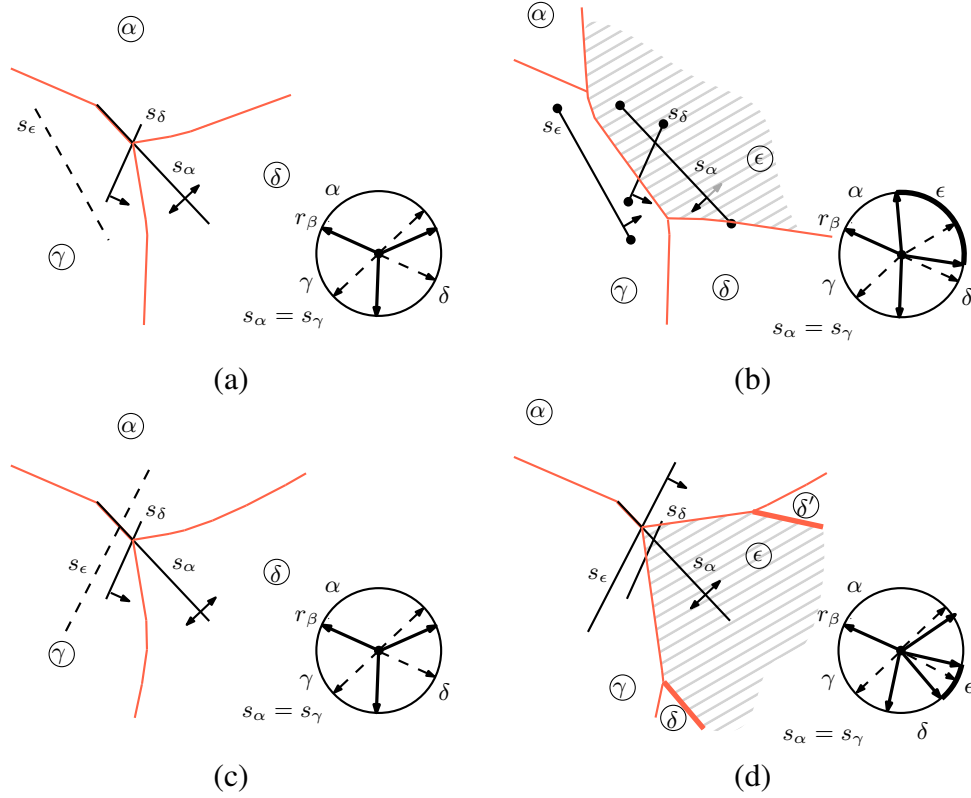 α
s_δ
s_ε
s_α
δ
γ
α
r_β
γ
δ
s_α = s_γ
(a)
α
s_δ
s_ε
s_α
ε
γ
δ
α
ε
r_β
γ
δ
s_α = s_γ
(b)
α
s_δ
s_ε
s_α
δ
γ
α
r_β
γ
δ
s_α = s_γ
(c)
α
s_δ
δ′
s_ε
ε
γ
δ
s_α
α
r_β
γ
ε
δ
s_α = s_γ
(d)